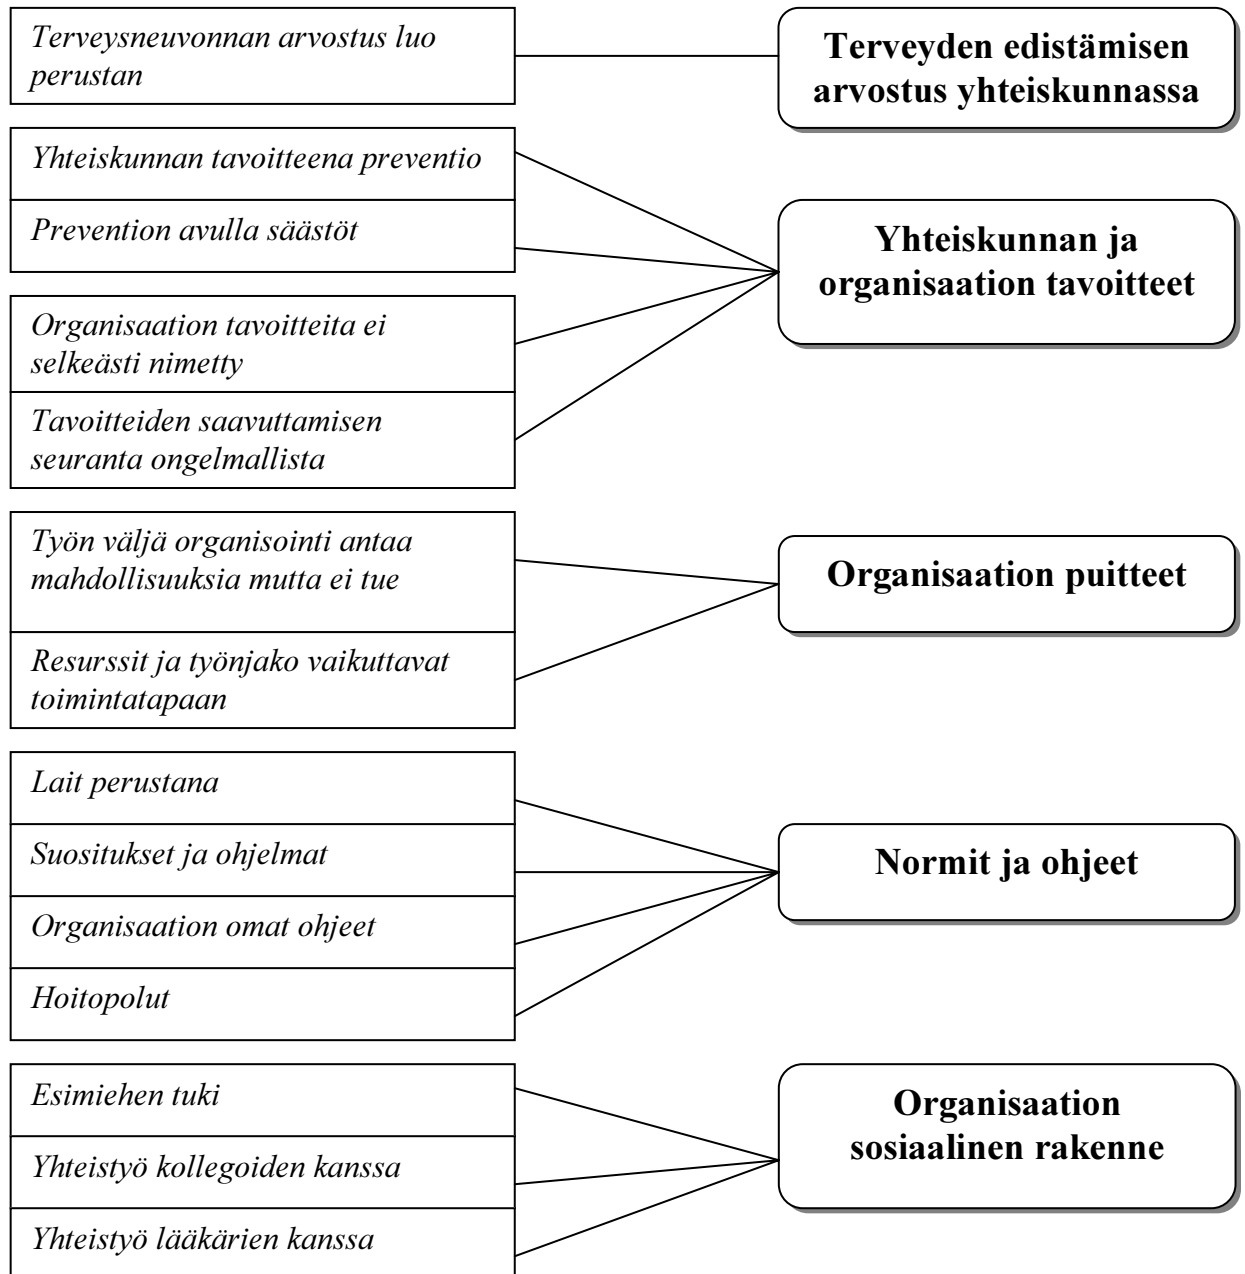 Terveysneuvonnan arvostus luo
perustan
Terveyden edistämisen
arvostus yhteiskunnassa
Yhteiskunnan tavoitteena preventio
Prevention avulla säästöt
Organisaation tavoitteita ei
selkeästi nimetty
Tavoitteiden saavuttamisen
seuranta ongelmallista
Yhteiskunnan ja
organisaation tavoitteet
Työn väljä organisointi antaa
mahdollisuuksia mutta ei tue
Resurssit ja työnjako vaikuttavat
toimintatapaan
Organisaation puitteet
Lait perustana
Suositukset ja ohjelmat
Organisaation omat ohjeet
Hoitopolut
Normit ja ohjeet
Esimiehen tuki
Yhteistyö kollegoiden kanssa
Yhteistyö lääkärien kanssa
Organisaation
sosiaalinen rakenne